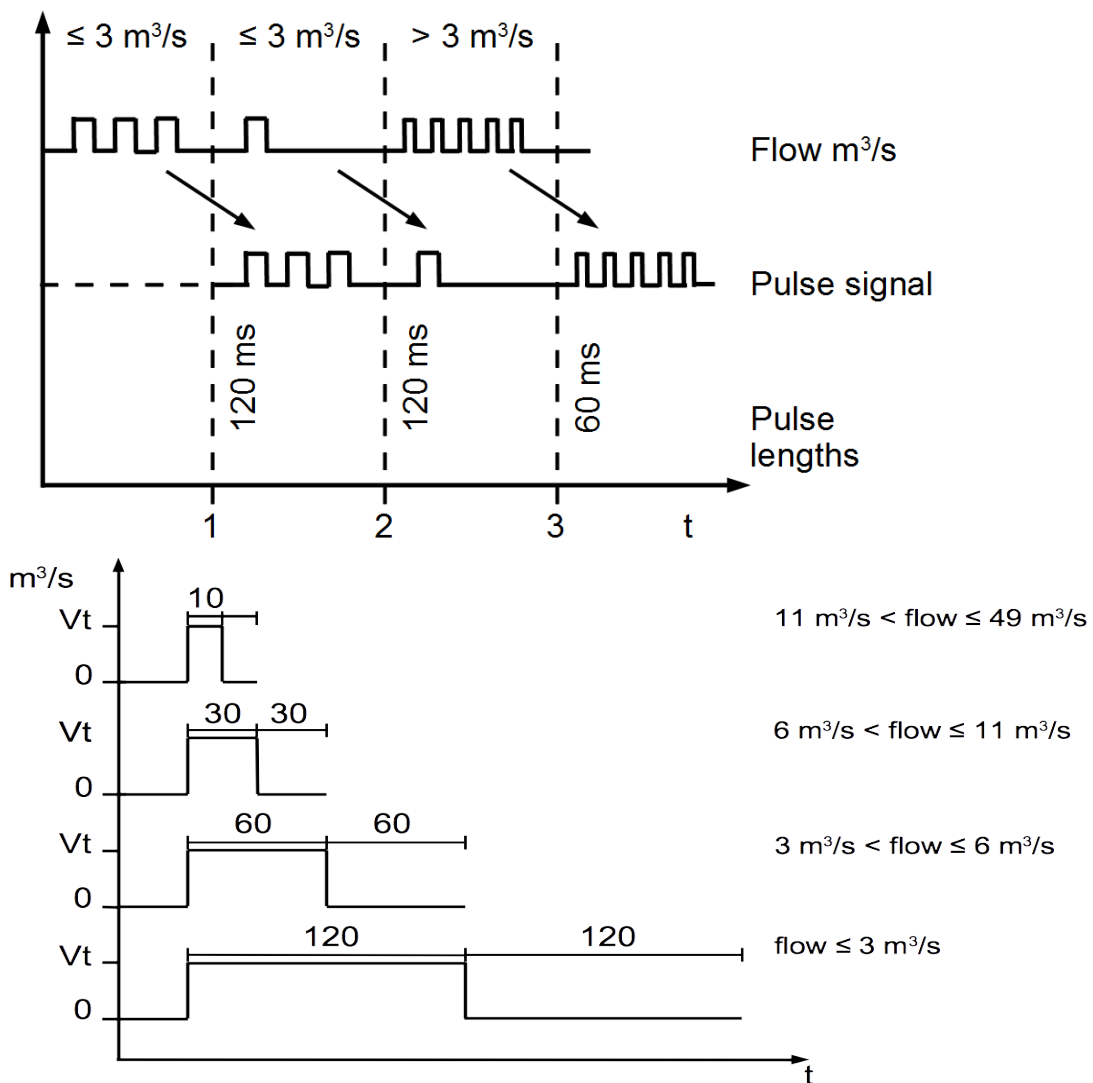 ≤ 3 m³/s ≤ 3 m³/s > 3 m³/s
Flow m³/s
Pulse signal
120 ms
120 ms
60 ms
Pulse
lengths
1 2 3 t
m³/s
10
Vt
11 m³/s < flow ≤ 49 m³/s
0
30 30
Vt
6 m³/s < flow ≤ 11 m³/s
0
60 60
Vt
3 m³/s < flow ≤ 6 m³/s
0
120 120
Vt
flow ≤ 3 m³/s
0
t